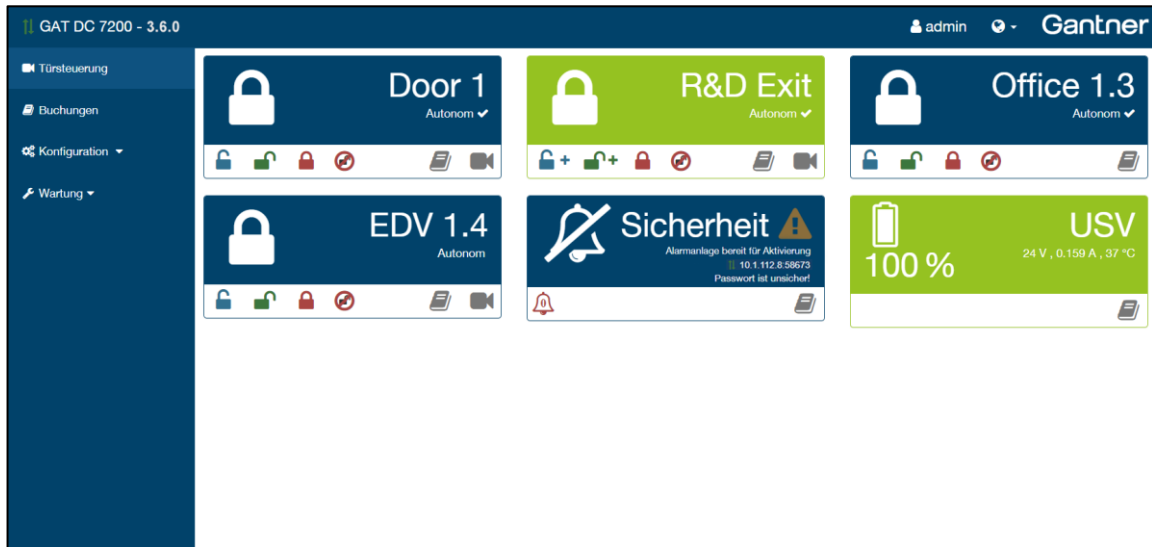 GAT DC 7200 - 3.6.0
admin
Gantner
Türsteuerung
Buchungen
Konfiguration
Wartung
Door 1
Autonom
R&D Exit
Autonom
Office 1.3
Autonom
EDV 1.4
Autonom
Sicherheit
Alarmanlage bereit für Aktivierung
10.1.112.8:58673
Passwort ist unsicher!
0
USV
24 V , 0.159 A , 37 °C
100 %